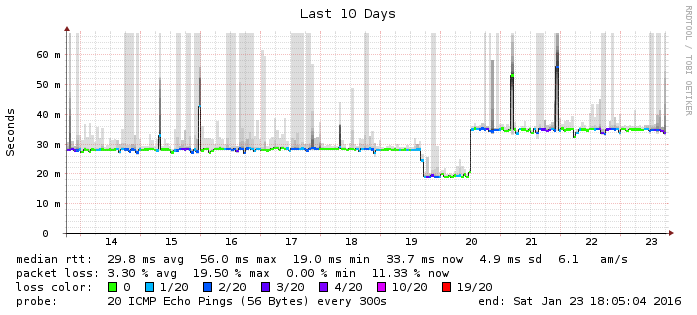 Last 10 Days
RRDTOOL / TOBI OETIKER
Seconds
60 m
50 m
40 m
30 m
20 m
10 m
0
14 15 16 17 18 19 20 21 22 23
median rtt: 29.8 ms avg 56.0 ms max 19.0 ms min 33.7 ms now 4.9 ms sd 6.1 am/s
packet loss: 3.30 % avg 19.50 % max 0.00 % min 11.33 % now
loss color: 0 1/20 2/20 3/20 4/20 10/20 19/20
probe: 20 ICMP Echo Pings (56 Bytes) every 300s end: Sat Jan 23 18:05:04 2016